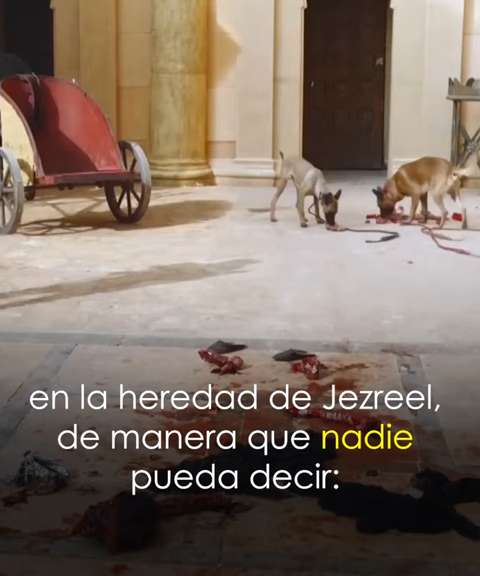 en la heredad de Jezreel,
de manera que nadie
pueda decir: